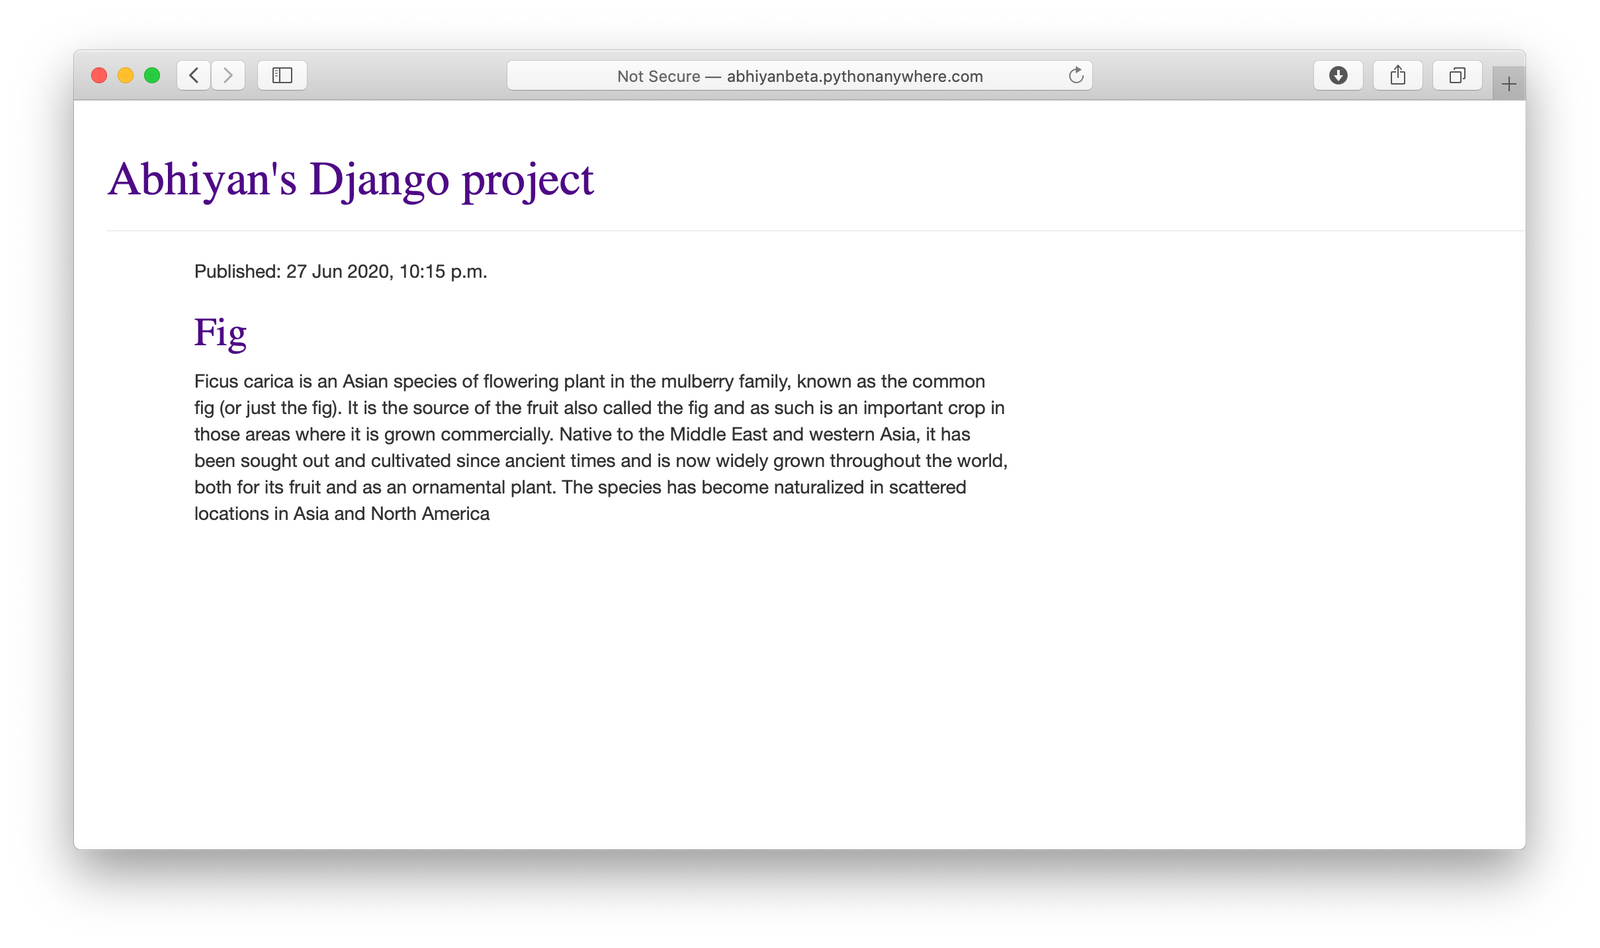 Not Secure — abhiyanbeta.pythonanywhere.com
Abhiyan's Django project
Published: 27 Jun 2020, 10:15 p.m.
Fig
Ficus carica is an Asian species of flowering plant in the mulberry family, known as the common
fig (or just the fig). It is the source of the fruit also called the fig and as such is an important crop in
those areas where it is grown commercially. Native to the Middle East and western Asia, it has
been sought out and cultivated since ancient times and is now widely grown throughout the world,
both for its fruit and as an ornamental plant. The species has become naturalized in scattered
locations in Asia and North America